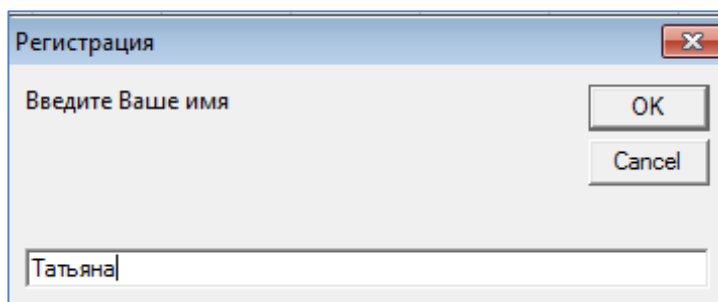 Регистрация
Введите Ваше имя
OK
Cancel
Татьяна